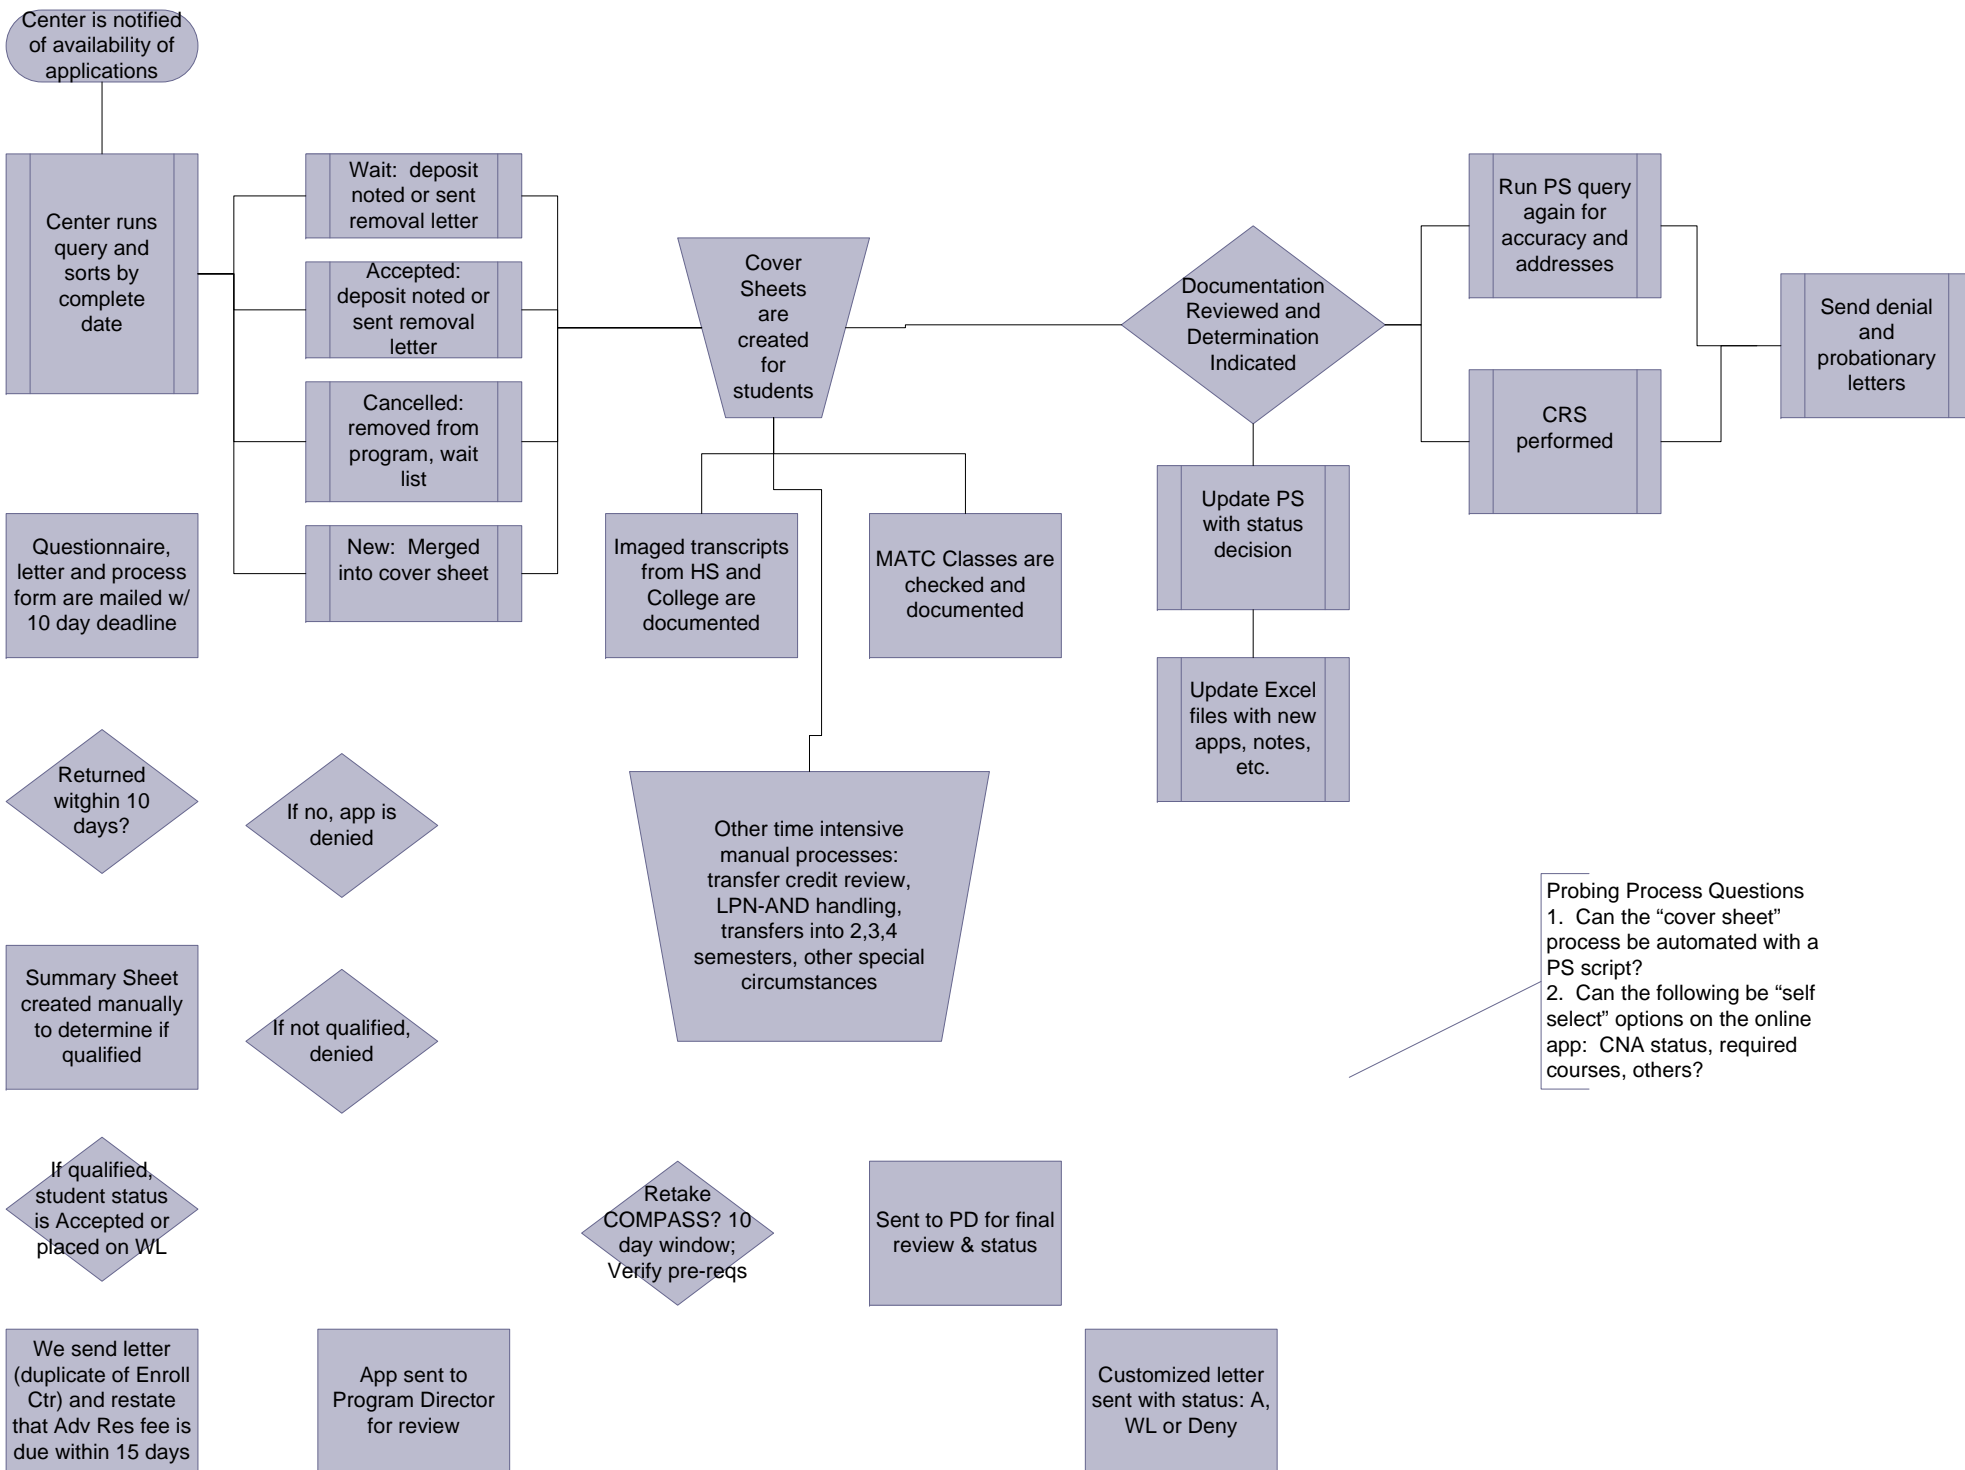 Center is notified
of availability of
applications
Center runs
query and
sorts by
complete
date
Wait:  deposit
noted or sent
removal letter
Accepted:
deposit noted or
sent removal
letter
Cancelled:
removed from
program, wait
list
New:  Merged
into cover sheet
Cover
Sheets
are
created
for
students
Documentation
Reviewed and
Determination
Indicated
Run PS query
again for
accuracy and
addresses
CRS
performed
Send denial
and
probationary
letters
Questionnaire,
letter and process
form are mailed w/
10 day deadline
Imaged transcripts
from HS and
College are
documented
MATC Classes are
checked and
documented
Update PS
with status
decision
Update Excel
files with new
apps, notes,
etc.
Returned
witghin 10
days?
If no, app is
denied
Other time intensive
manual processes:
transfer credit review,
LPN-AND handling,
transfers into 2,3,4
semesters, other special
circumstances
Probing Process Questions
1.  Can the “cover sheet”
process be automated with a
PS script?
2.  Can the following be “self
select” options on the online
app:  CNA status, required
courses, others?
Summary Sheet
created manually
to determine if
qualified
If not qualified,
denied
If qualified,
student status
is Accepted or
placed on WL
Retake
COMPASS? 10
day window;
Verify pre-reqs
Sent to PD for final
review & status
We send letter
(duplicate of Enroll
Ctr) and restate
that Adv Res fee is
due within 15 days
App sent to
Program Director
for review
Customized letter
sent with status: A,
WL or Deny